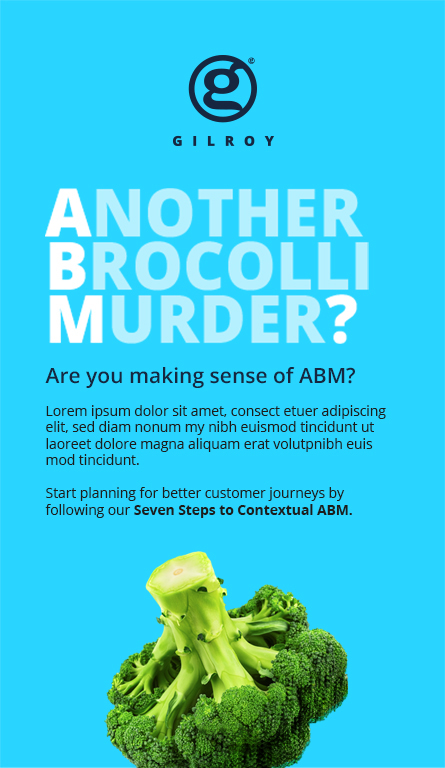 g®
GILROY
ANOTHER
BROCOLLI
MURDER?
Are you making sense of ABM?
Lorem ipsum dolor sit amet, consect etuer adipiscing
elit, sed diam nonum my nibh euismod tincidunt ut
laoreet dolore magna aliquam erat volutpnibh euis
mod tincidunt.
Start planning for better customer journeys by
following our Seven Steps to Contextual ABM.